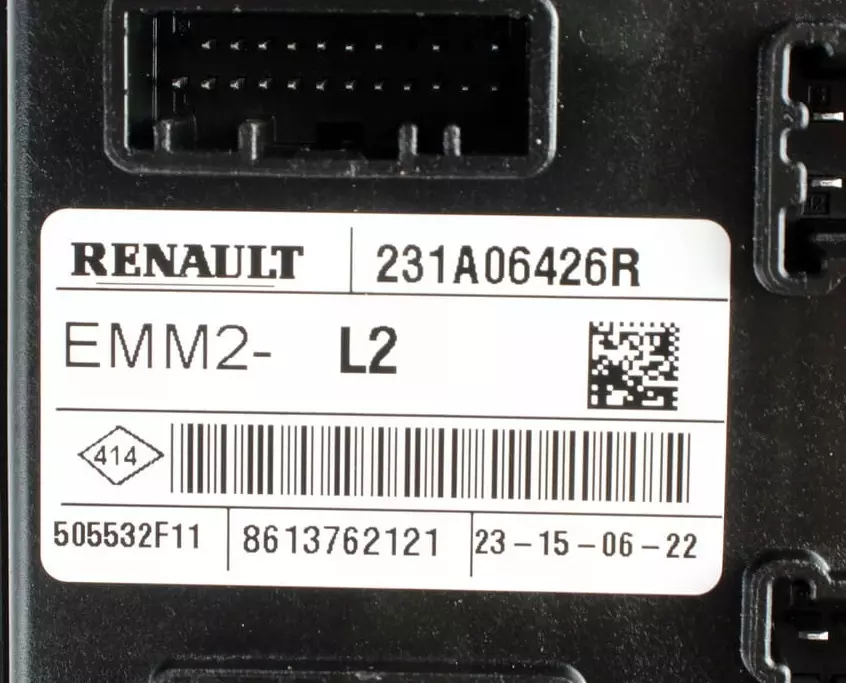 RENAULT 231A06426R
EMM2- L2
414
505532F11 8613762121 23-15-06-22